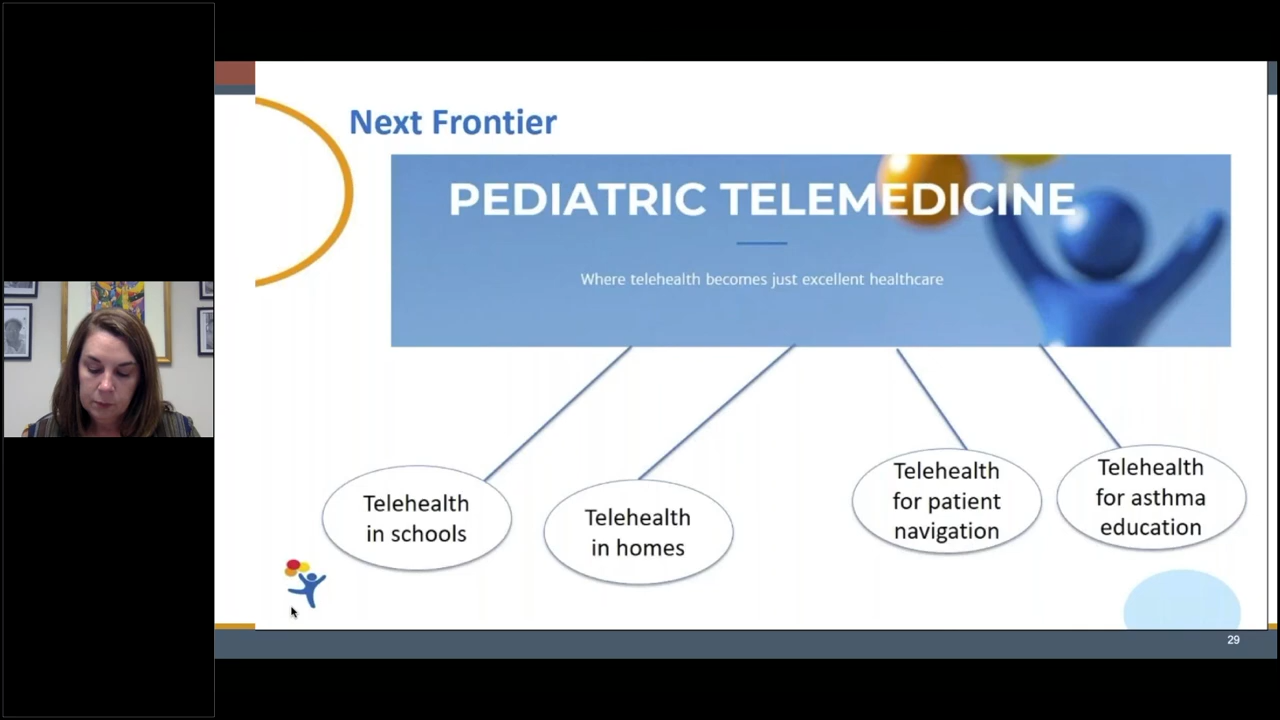 Next Frontier
PEDIATRIC TELEMEDICINE
Where telehealth becomes just excellent healthcare
Telehealth
in schools
Telehealth
in homes
Telehealth
for patient
navigation
Telehealth
for asthma
education
29